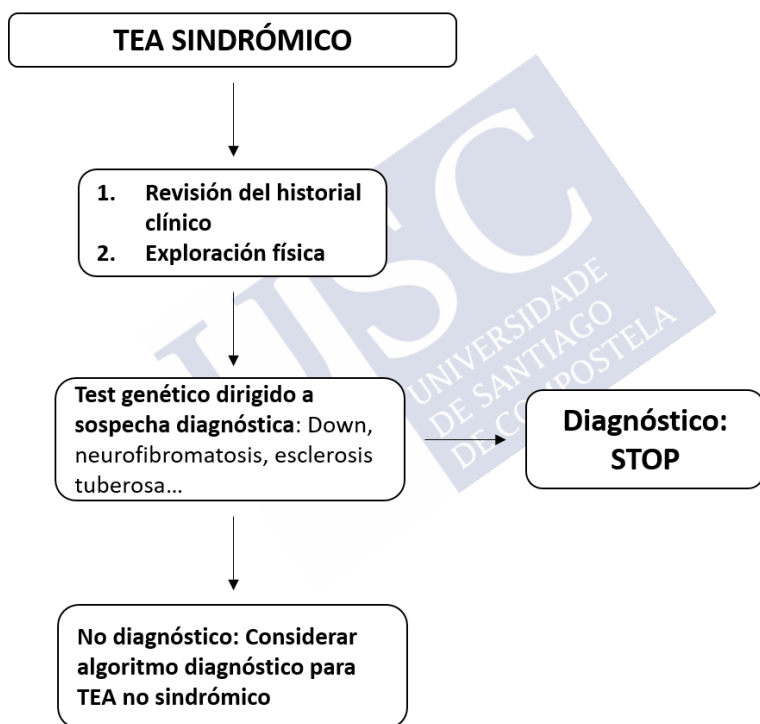 TEA SINDRÓMICO
1. Revisión del historial
clínico
2. Exploración física
Test genético dirigido a
sospecha diagnóstica: Down,
neurofibromatosis, esclerosis
tuberosa...
Diagnóstico:
STOP
No diagnóstico: Considerar
algoritmo diagnóstico para
TEA no sindrómico
USC
UNIVERSIDADE
DE SANTIAGO
DE COMPOSTELA